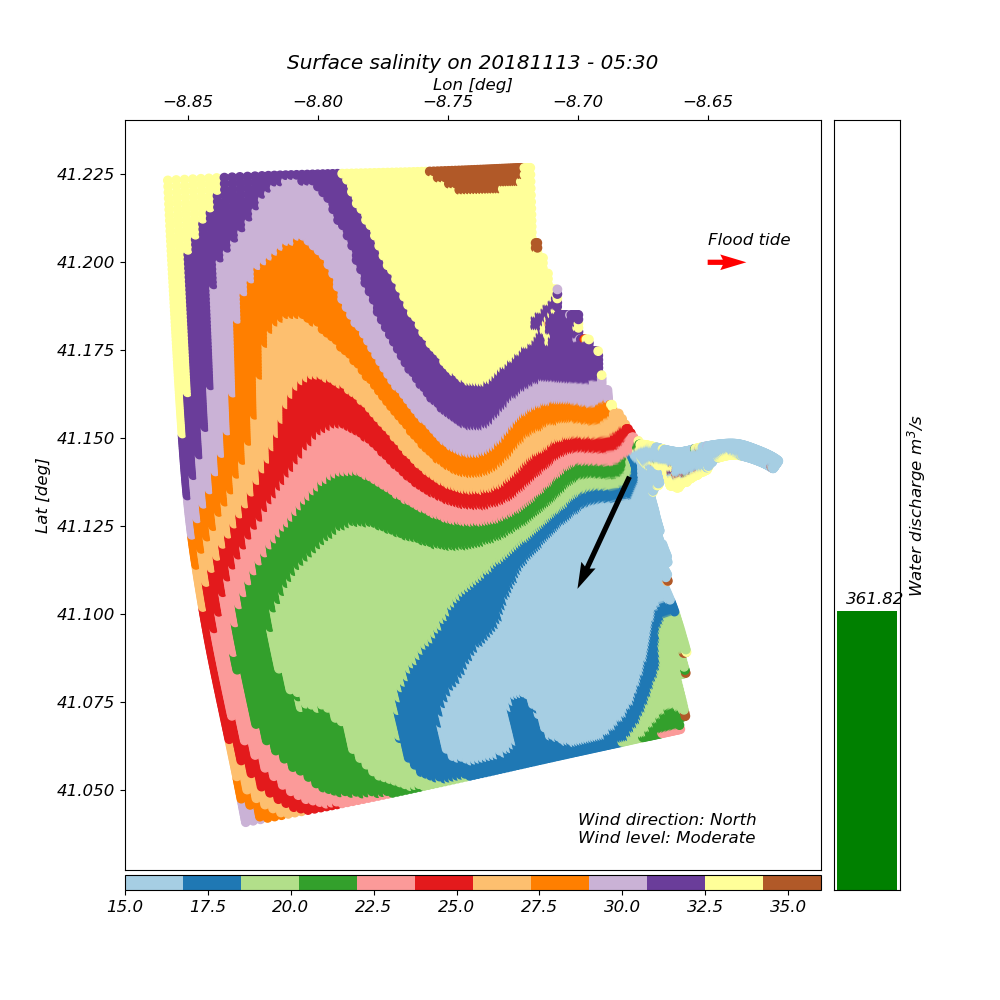 Surface salinity on 20181113 - 05:30
Lon [deg]
−8.85 −8.80 −8.75 −8.70 −8.65
41.225
41.200
41.175
41.150
41.125
41.100
41.075
41.050
Lat [deg]
Flood tide
Wind direction: North
Wind level: Moderate
361.82
Water discharge m³/s
15.0 17.5 20.0 22.5 25.0 27.5 30.0 32.5 35.0